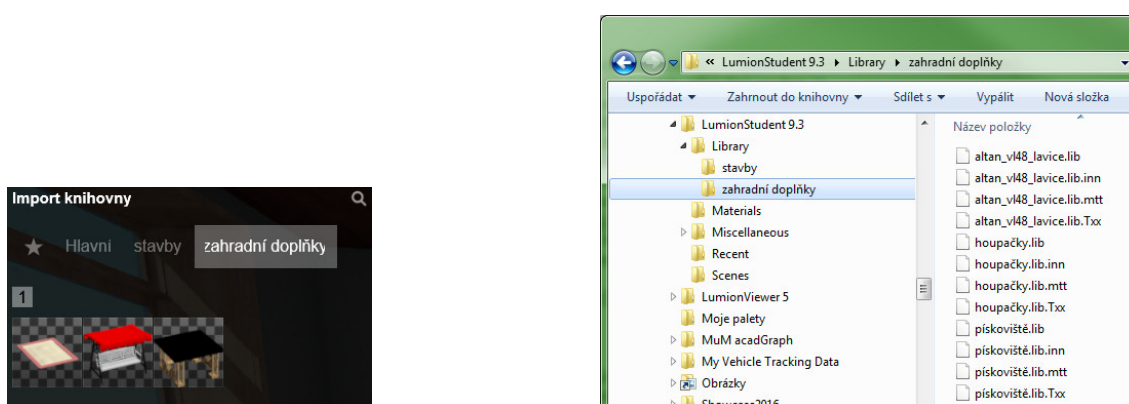 Import knihovny
★ Hlavní stavby zahradní doplňky
1
« LumionStudent 9.3 ▸ Library ▸ zahradní doplňky
Uspořádat ▾ Zahrnout do knihovny ▾ Sdílet s ▾ Vypálit Nová složka
LumionStudent 9.3
Library
stavby
zahradní doplňky
Materials
Miscellaneous
Recent
Scenes
LumionViewer 5
Moje palety
MuM acadGraph
My Vehicle Tracking Data
Obrázky
Název položky
altan_vl48_lavice.lib
altan_vl48_lavice.lib.inn
altan_vl48_lavice.lib.mtt
altan_vl48_lavice.lib.Txx
houpačky.lib
houpačky.lib.inn
houpačky.lib.mtt
houpačky.lib.Txx
pískoviště.lib
pískoviště.lib.inn
pískoviště.lib.mtt
pískoviště.lib.Txx